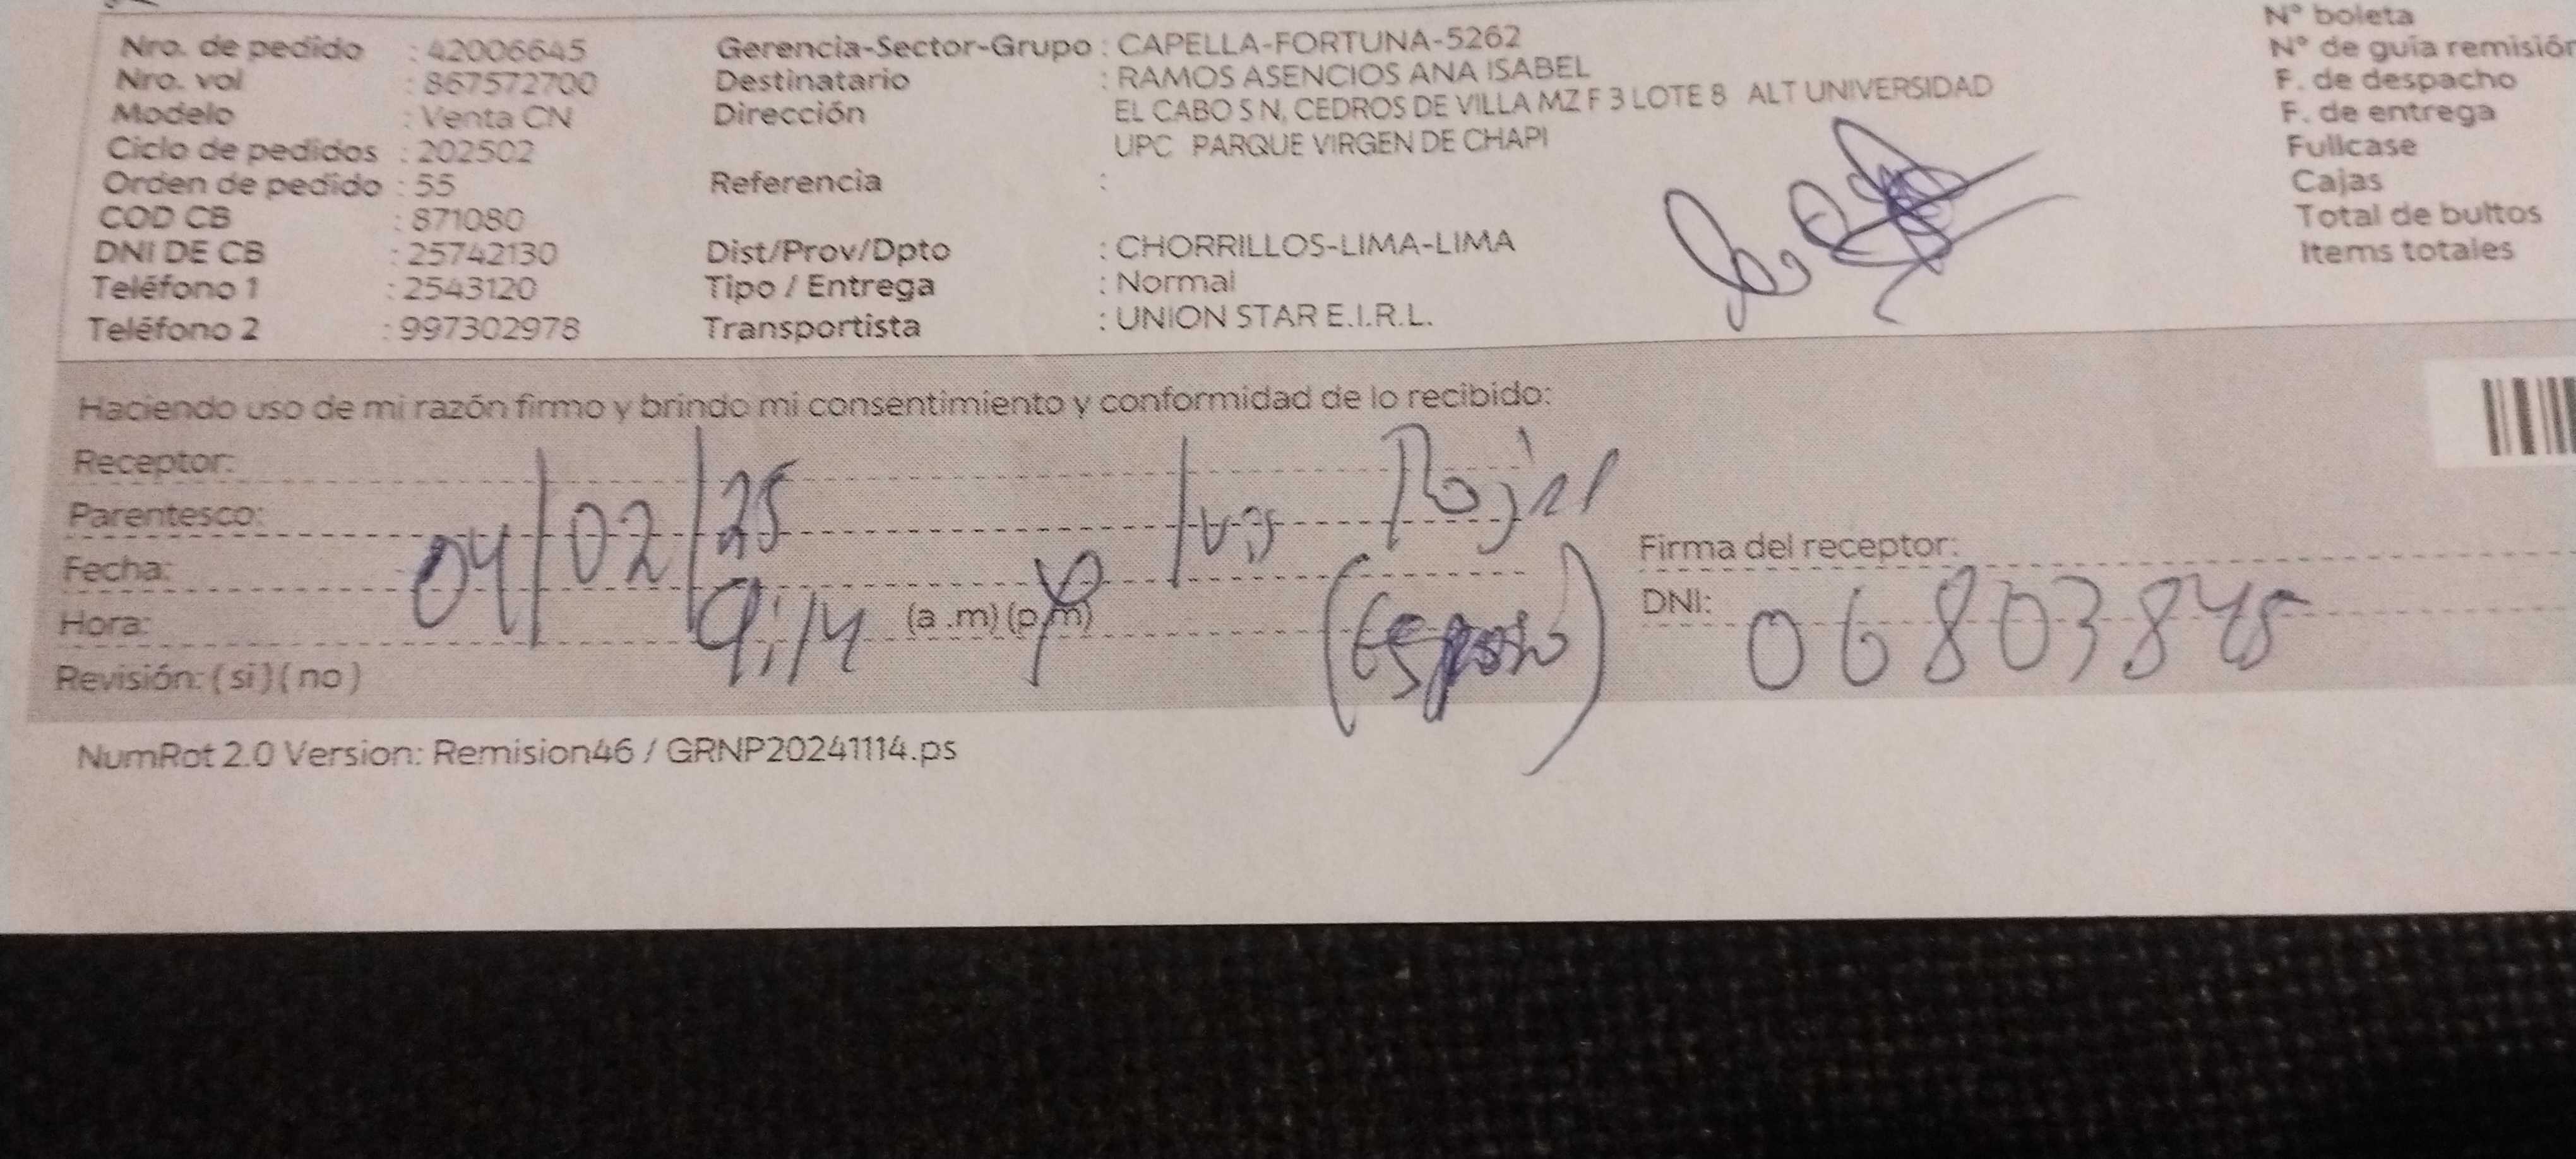 Nro. de pedido : 42006645 Gerencia-Sector-Grupo : CAPELLA-FORTUNA-5262 N° boleta
Nro. vol : 867572700 Destinatario : RAMOS ASENCIOS ANA ISABEL N° de guía remisión
Modelo : Venta CN Dirección EL CABO S N, CEDROS DE VILLA MZ F 3 LOTE 8 ALT UNIVERSIDAD F. de despacho
Ciclo de pedidos : 202502 UPC PARQUE VIRGEN DE CHAPI F. de entrega
Orden de pedido : 55 Referencia : Fullcase
COD CB : 871080 Cajas
DNI DE CB : 25742130 Dist/Prov/Dpto : CHORRILLOS-LIMA-LIMA Total de bultos
Teléfono 1 : 2543120 Tipo / Entrega : Normal Items totales
Teléfono 2 : 997302978 Transportista : UNION STAR E.I.R.L.
Haciendo uso de mi razón firmo y brindo mi consentimiento y conformidad de lo recibido:
Receptor:
Parentesco:
Fecha: 04/02/25 Firma del receptor:
Hora: 9:14 (a .m) (p.m) (Esposo) DNI: 06803848
Revisión: ( si ) ( no )
NumRot 2.0 Version: Remision46 / GRNP20241114.ps